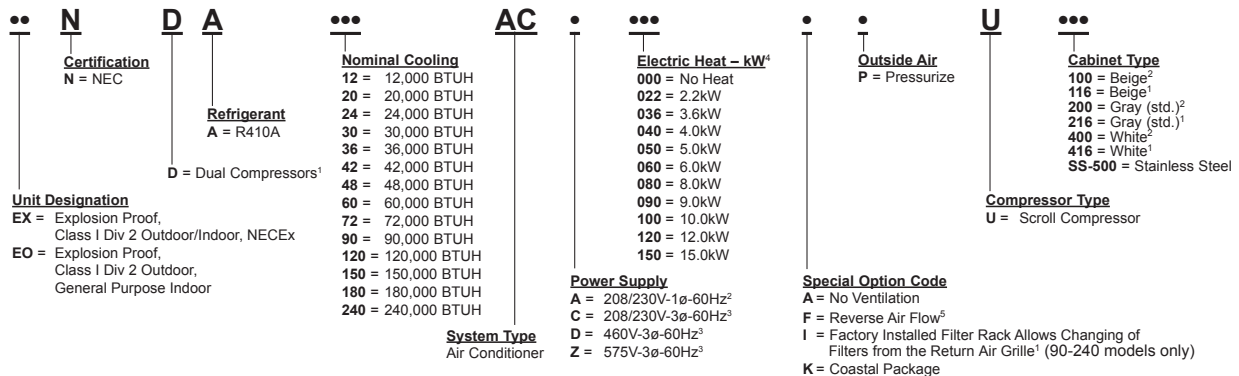 •• N D A ••• AC • ••• • • U •••
Certification
N = NEC
Refrigerant
A = R410A
D = Dual Compressors¹
Unit Designation
EX = Explosion Proof,
Class I Div 2 Outdoor/Indoor, NECEx
EO = Explosion Proof,
Class I Div 2 Outdoor,
General Purpose Indoor
Nominal Cooling
12 = 12,000 BTUH
20 = 20,000 BTUH
24 = 24,000 BTUH
30 = 30,000 BTUH
36 = 36,000 BTUH
42 = 42,000 BTUH
48 = 48,000 BTUH
60 = 60,000 BTUH
72 = 72,000 BTUH
90 = 90,000 BTUH
120 = 120,000 BTUH
150 = 150,000 BTUH
180 = 180,000 BTUH
240 = 240,000 BTUH
System Type
Air Conditioner
Electric Heat – kW⁴
000 = No Heat
022 = 2.2kW
036 = 3.6kW
040 = 4.0kW
050 = 5.0kW
060 = 6.0kW
080 = 8.0kW
090 = 9.0kW
100 = 10.0kW
120 = 12.0kW
150 = 15.0kW
Power Supply
A = 208/230V-1ø-60Hz²
C = 208/230V-3ø-60Hz³
D = 460V-3ø-60Hz³
Z = 575V-3ø-60Hz³
Outside Air
P = Pressurize
Special Option Code
A = No Ventilation
F = Reverse Air Flow⁵
I = Factory Installed Filter Rack Allows Changing of
Filters from the Return Air Grille¹ (90-240 models only)
K = Coastal Package
Cabinet Type
100 = Beige²
116 = Beige¹
200 = Gray (std.)²
216 = Gray (std.)¹
400 = White²
416 = White¹
SS-500 = Stainless Steel
Compressor Type
U = Scroll Compressor